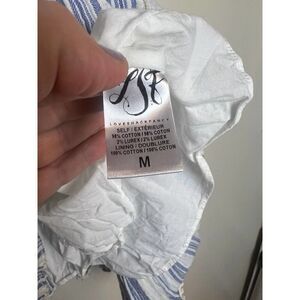 LSF
LOVESHACKFANCY
SELF / EXTÉRIEUR
98% COTTON / 98% COTON
2% LUREX / 2% LUREX
LINING / DOUBLURE
100% COTTON / 100% COTON
M